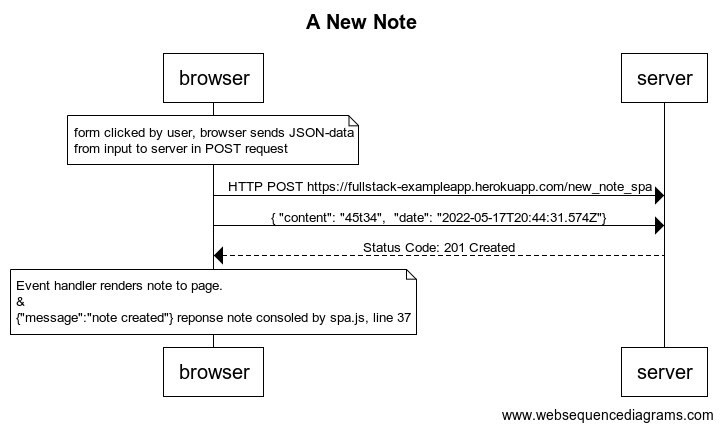 A New Note
browser
server
form clicked by user, browser sends JSON-data
from input to server in POST request
HTTP POST https://fullstack-exampleapp.herokuapp.com/new_note_spa
{ "content": "45t34", "date": "2022-05-17T20:44:31.574Z"}
Status Code: 201 Created
Event handler renders note to page.
&
{"message":"note created"} reponse note consoled by spa.js, line 37
browser
server
www.websequencediagrams.com